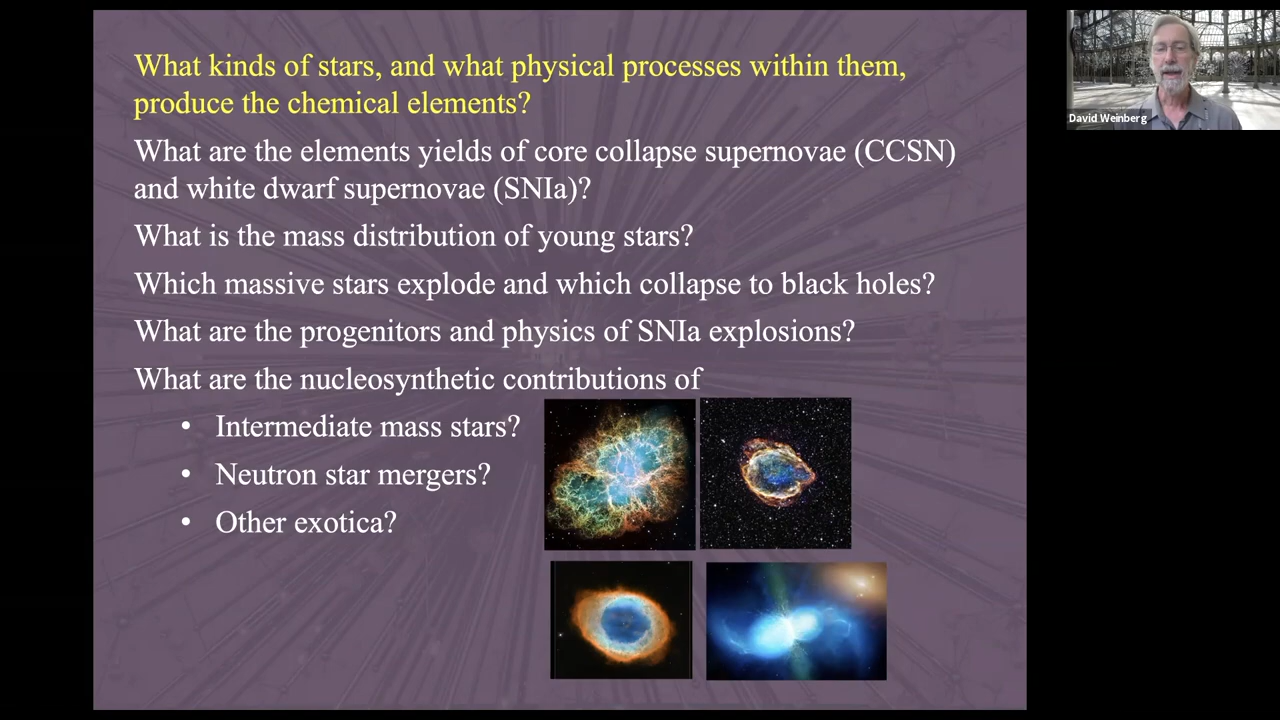 What kinds of stars, and what physical processes within them,
produce the chemical elements?
What are the elements yields of core collapse supernovae (CCSN)
and white dwarf supernovae (SNIa)?
What is the mass distribution of young stars?
Which massive stars explode and which collapse to black holes?
What are the progenitors and physics of SNIa explosions?
What are the nucleosynthetic contributions of
• Intermediate mass stars?
• Neutron star mergers?
• Other exotica?
David Weinberg